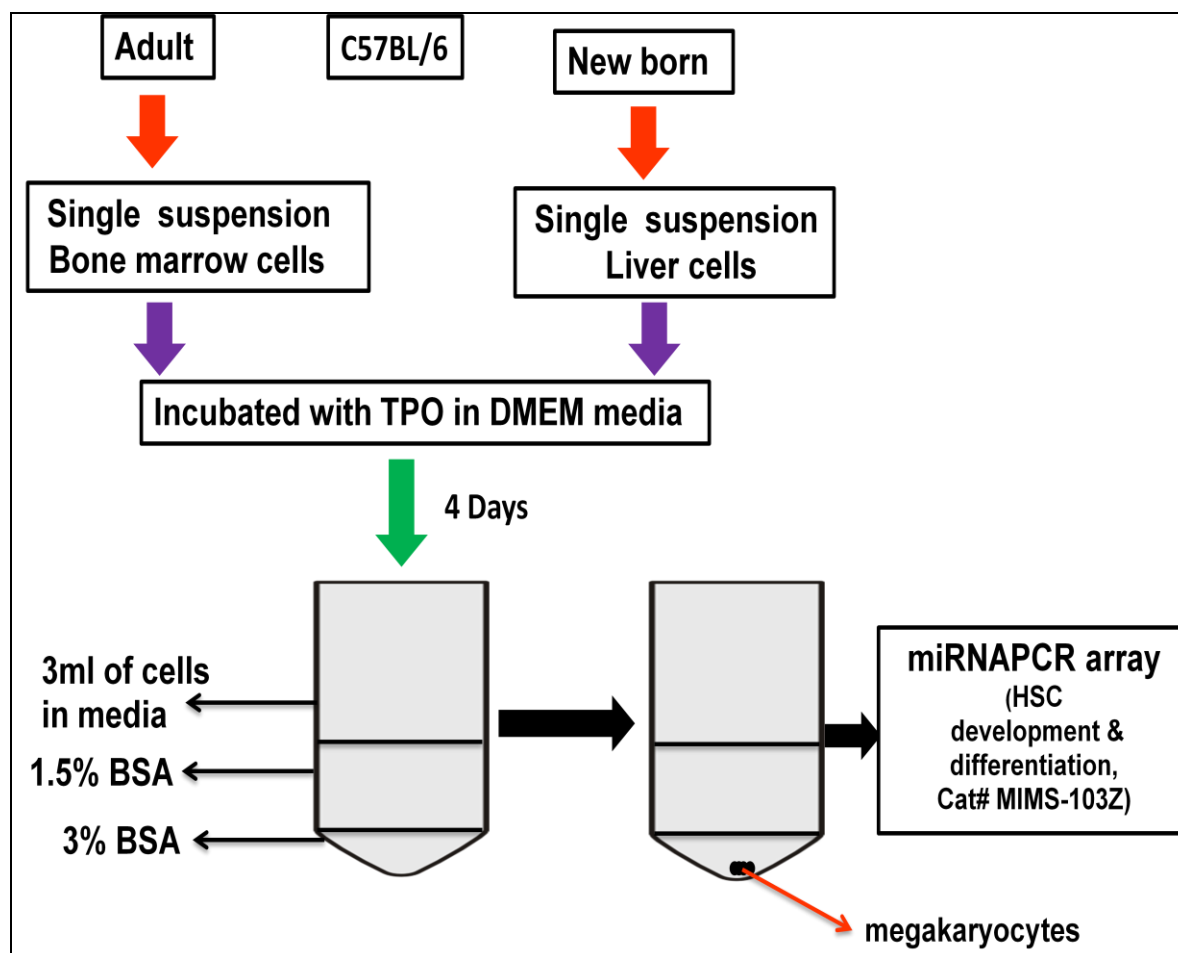 Adult
C57BL/6
New born
Single suspension
Bone marrow cells
Single suspension
Liver cells
Incubated with TPO in DMEM media
4 Days
3ml of cells
in media
1.5% BSA
3% BSA
miRNAPCR array
(HSC
development &
differentiation,
Cat# MIMS-103Z)
megakaryocytes